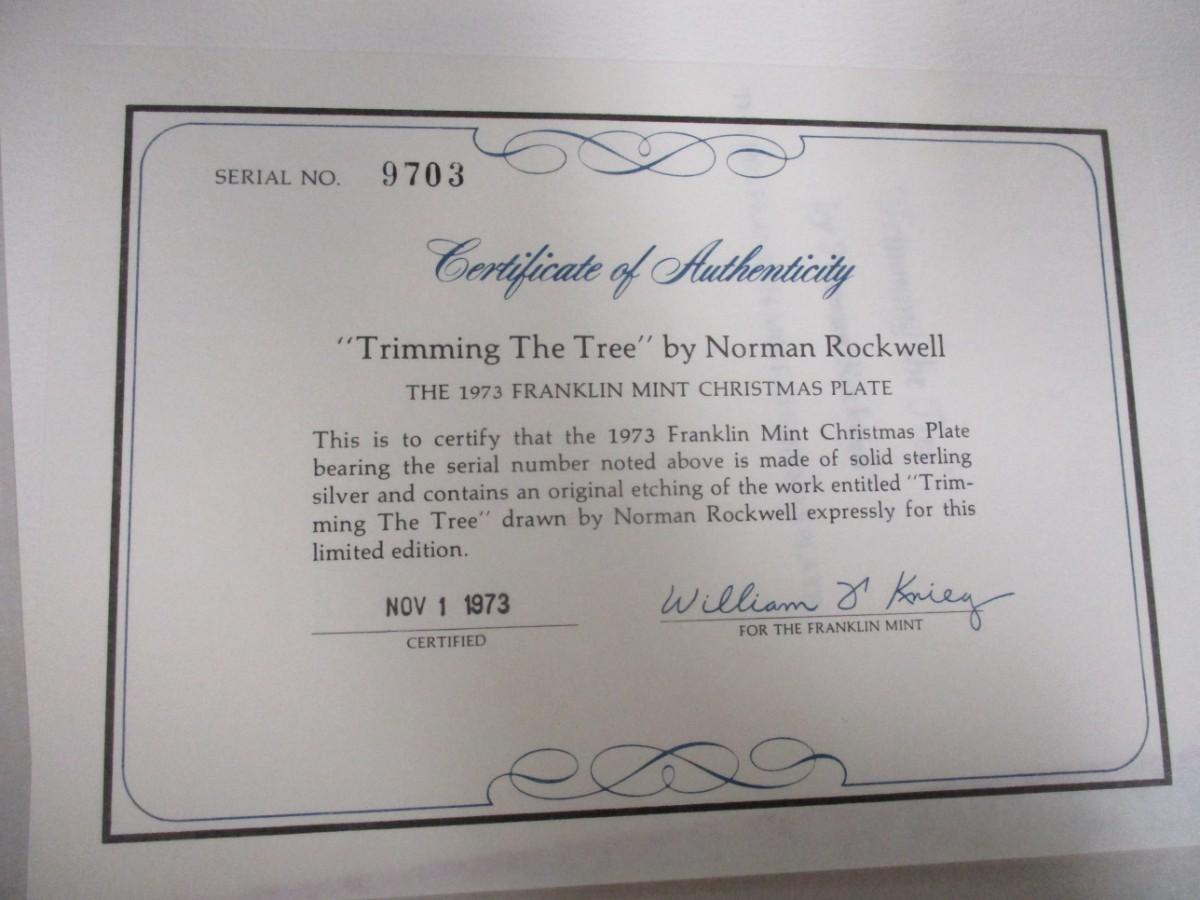 SERIAL NO. 9703
Certificate of Authenticity
"Trimming The Tree" by Norman Rockwell
THE 1973 FRANKLIN MINT CHRISTMAS PLATE
This is to certify that the 1973 Franklin Mint Christmas Plate
bearing the serial number noted above is made of solid sterling
silver and contains an original etching of the work entitled "Trim-
ming The Tree" drawn by Norman Rockwell expressly for this
limited edition.
NOV 1 1973
CERTIFIED
William F Krieg
FOR THE FRANKLIN MINT